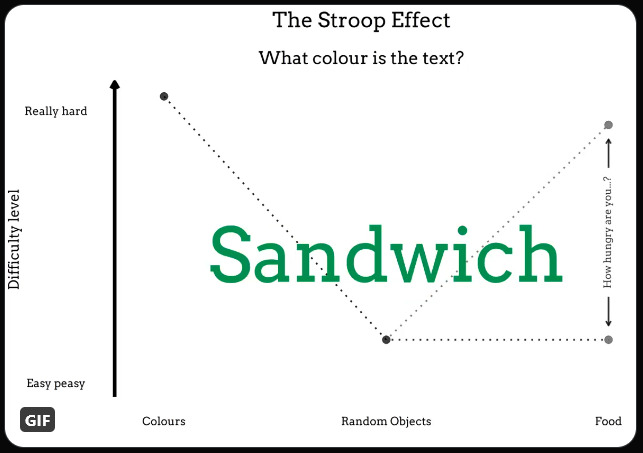 The Stroop Effect
What colour is the text?
Really hard
Difficulty level
How hungry are you...?
Sandwich
Easy peasy
Colours
Random Objects
Food
GIF